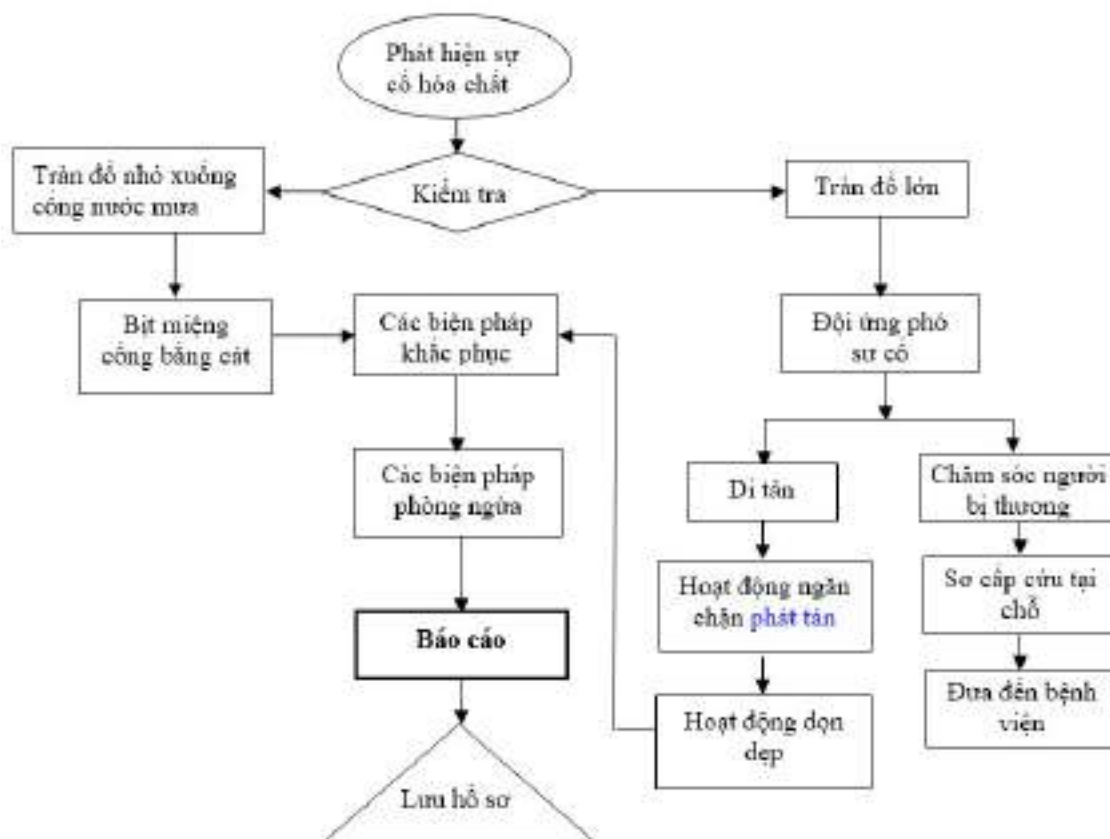 Phát hiện sự
cố hóa chất
Tràn đổ nhỏ xuống
cống nước mưa
Kiểm tra
Tràn đổ lớn
Bịt miệng
cống bằng cát
Các biện pháp
khắc phục
Đội ứng phó
sự cố
Các biện pháp
phòng ngừa
Di tản
Chăm sóc người
bị thương
Hoạt động ngăn
chặn phát tán
Sơ cấp cứu tại
chỗ
Báo cáo
Hoạt động dọn
dẹp
Đưa đến bệnh
viện
Lưu hồ sơ